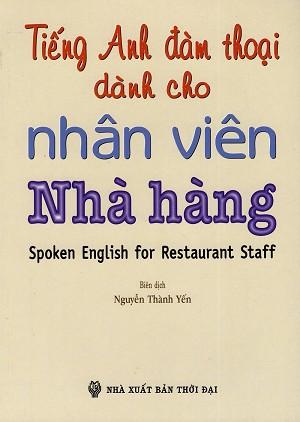 Tiếng Anh đàm thoại
dành cho
nhân viên
Nhà hàng
Spoken English for Restaurant Staff
Biên dịch
Nguyễn Thành Yến
NHÀ XUẤT BẢN THỜI ĐẠI